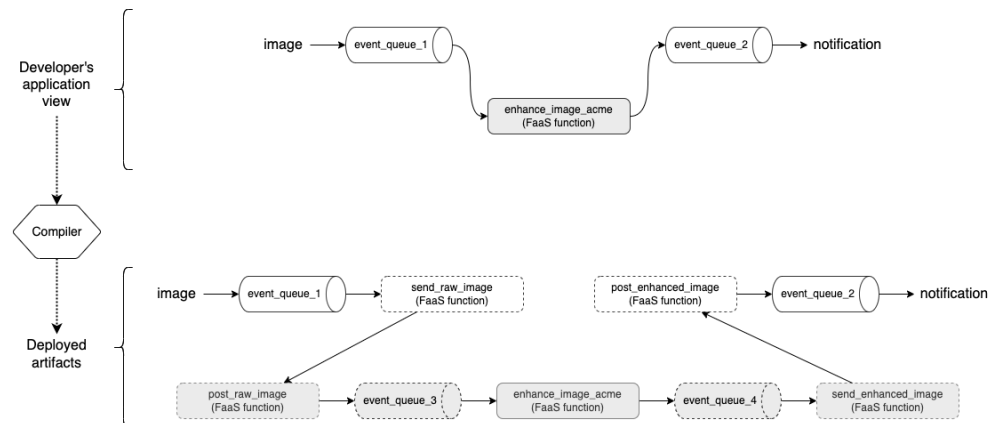 image
event_queue_1
event_queue_2
notification
Developer's
application
view
enhance_image_acme
(FaaS function)
Compiler
image
event_queue_1
send_raw_image
(FaaS function)
post_enhanced_image
(FaaS function)
event_queue_2
notification
Deployed
artifacts
post_raw_image
(FaaS function)
event_queue_3
enhance_image_acme
(FaaS function)
event_queue_4
send_enhanced_image
(FaaS function)